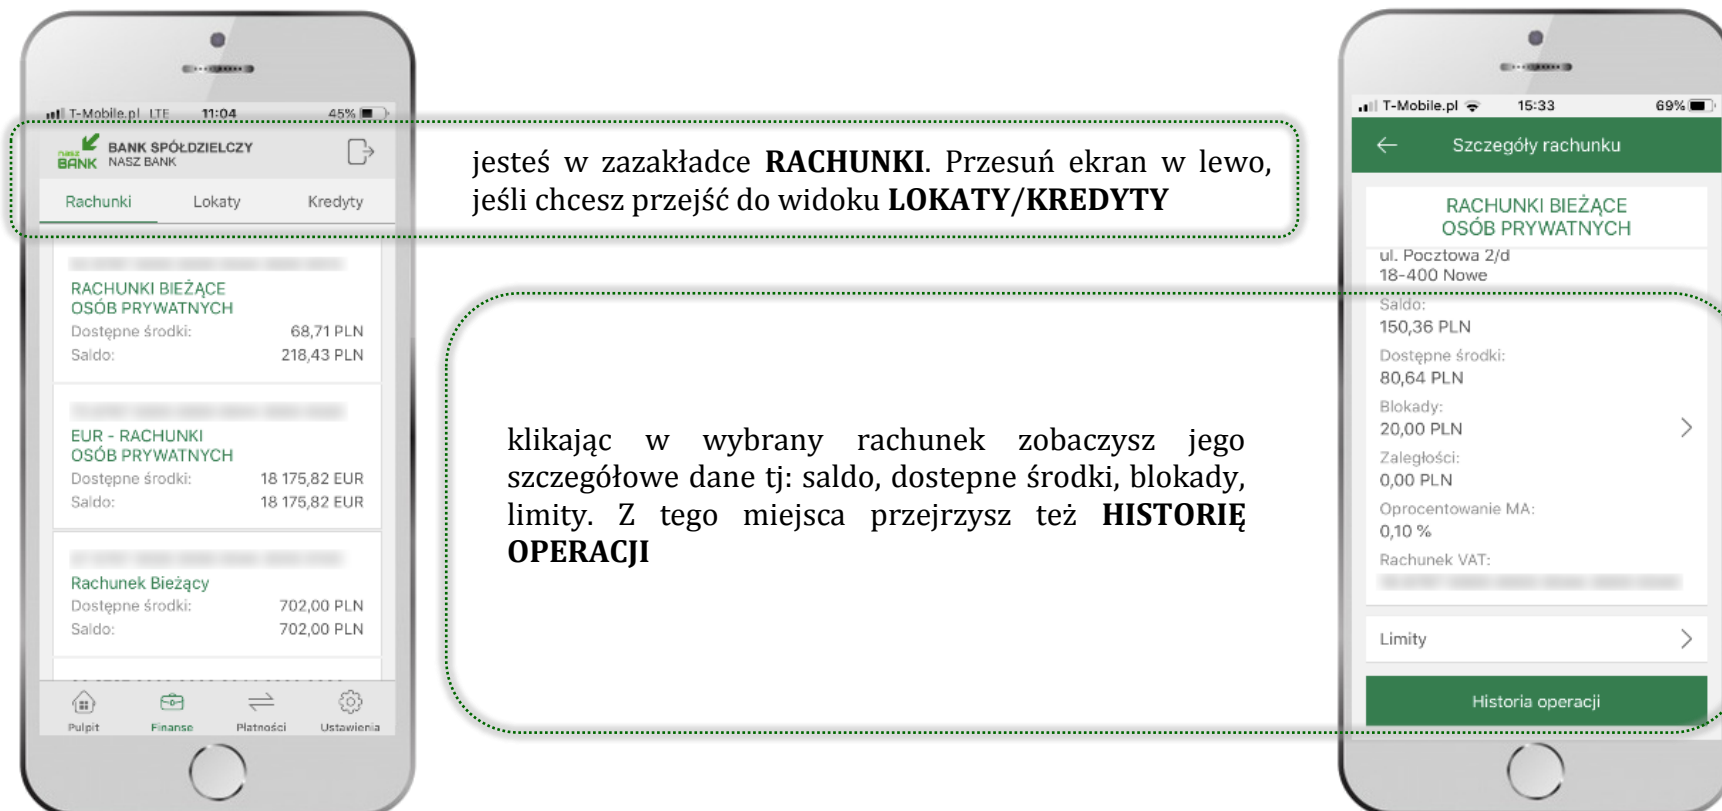 T-Mobile.pl LTE 11:04 45%
nasz BANK
BANK SPÓŁDZIELCZY
NASZ BANK
Rachunki Lokaty Kredyty
RACHUNKI BIEŻĄCE
OSÓB PRYWATNYCH
Dostępne środki: 68,71 PLN
Saldo: 218,43 PLN
EUR - RACHUNKI
OSÓB PRYWATNYCH
Dostępne środki: 18 175,82 EUR
Saldo: 18 175,82 EUR
Rachunek Bieżący
Dostępne środki: 702,00 PLN
Saldo: 702,00 PLN
Pulpit Finanse Płatności Ustawienia
jesteś w zazakładce RACHUNKI. Przesuń ekran w lewo,
jeśli chcesz przejść do widoku LOKATY/KREDYTY
klikając w wybrany rachunek zobaczysz jego
szczegółowe dane tj: saldo, dostepne środki, blokady,
limity. Z tego miejsca przejrzysz też HISTORIĘ
OPERACJI
T-Mobile.pl 15:33 69%
Szczegóły rachunku
RACHUNKI BIEŻĄCE
OSÓB PRYWATNYCH
ul. Pocztowa 2/d
18-400 Nowe
Saldo:
150,36 PLN
Dostępne środki:
80,64 PLN
Blokady:
20,00 PLN
Zaległości:
0,00 PLN
Oprocentowanie MA:
0,10 %
Rachunek VAT:
Limity
Historia operacji